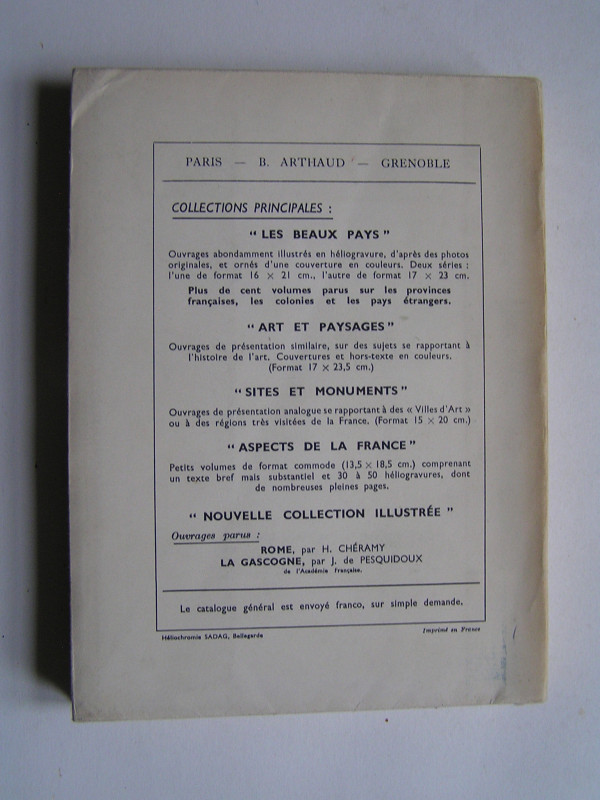 PARIS — B. ARTHAUD — GRENOBLE
COLLECTIONS PRINCIPALES :
“ LES BEAUX PAYS ”
Ouvrages abondamment illustrés en héliogravure, d'après des photos
originales, et ornés d'une couverture en couleurs. Deux séries :
l'une de format 16 × 21 cm., l'autre de format 17 × 23 cm.
Plus de cent volumes parus sur les provinces
françaises, les colonies et les pays étrangers.
“ ART ET PAYSAGES ”
Ouvrages de présentation similaire, sur des sujets se rapportant à
l'histoire de l'art. Couvertures et hors-texte en couleurs.
(Format 17 × 23,5 cm.)
“ SITES ET MONUMENTS ”
Ouvrages de présentation analogue se rapportant à des « Villes d'Art »
ou à des régions très visitées de la France. (Format 15 × 20 cm.)
“ ASPECTS DE LA FRANCE ”
Petits volumes de format commode (13,5 × 18,5 cm.) comprenant
un texte bref mais substantiel et 30 à 50 héliogravures, dont
de nombreuses pleines pages.
“ NOUVELLE COLLECTION ILLUSTRÉE ”
Ouvrages parus :
ROME, par H. CHÉRAMY
LA GASCOGNE, par J. de PESQUIDOUX
de l'Académie Française.
Le catalogue général est envoyé franco, sur simple demande.
Héliochromie SADAG, Bellegarde
Imprimé en France